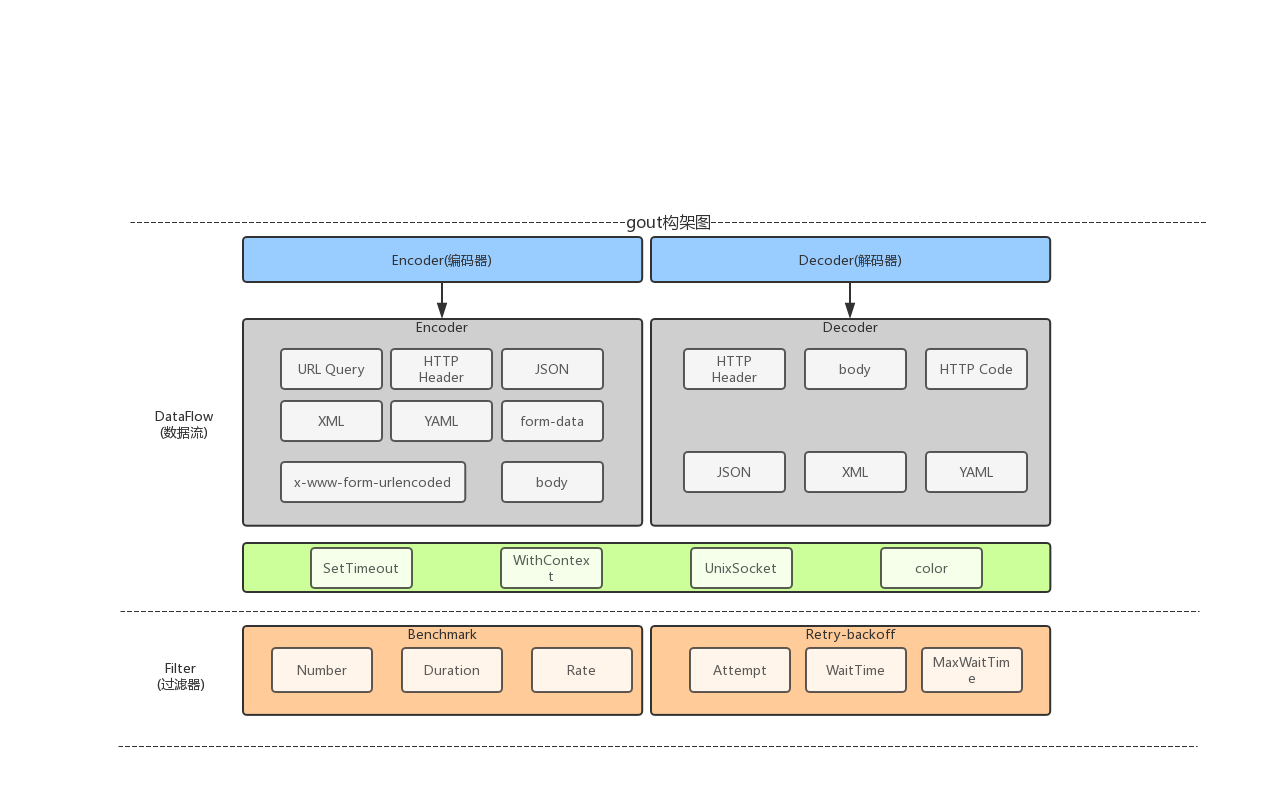 gout构架图
Encoder(编码器)
Decoder(解码器)
DataFlow
(数据流)
Encoder
URL Query
HTTP
Header
JSON
XML
YAML
form-data
x-www-form-urlencoded
body
Decoder
HTTP
Header
body
HTTP Code
JSON
XML
YAML
SetTimeout
WithContex
t
UnixSocket
color
Filter
(过滤器)
Benchmark
Number
Duration
Rate
Retry-backoff
Attempt
WaitTime
MaxWaitTim
e